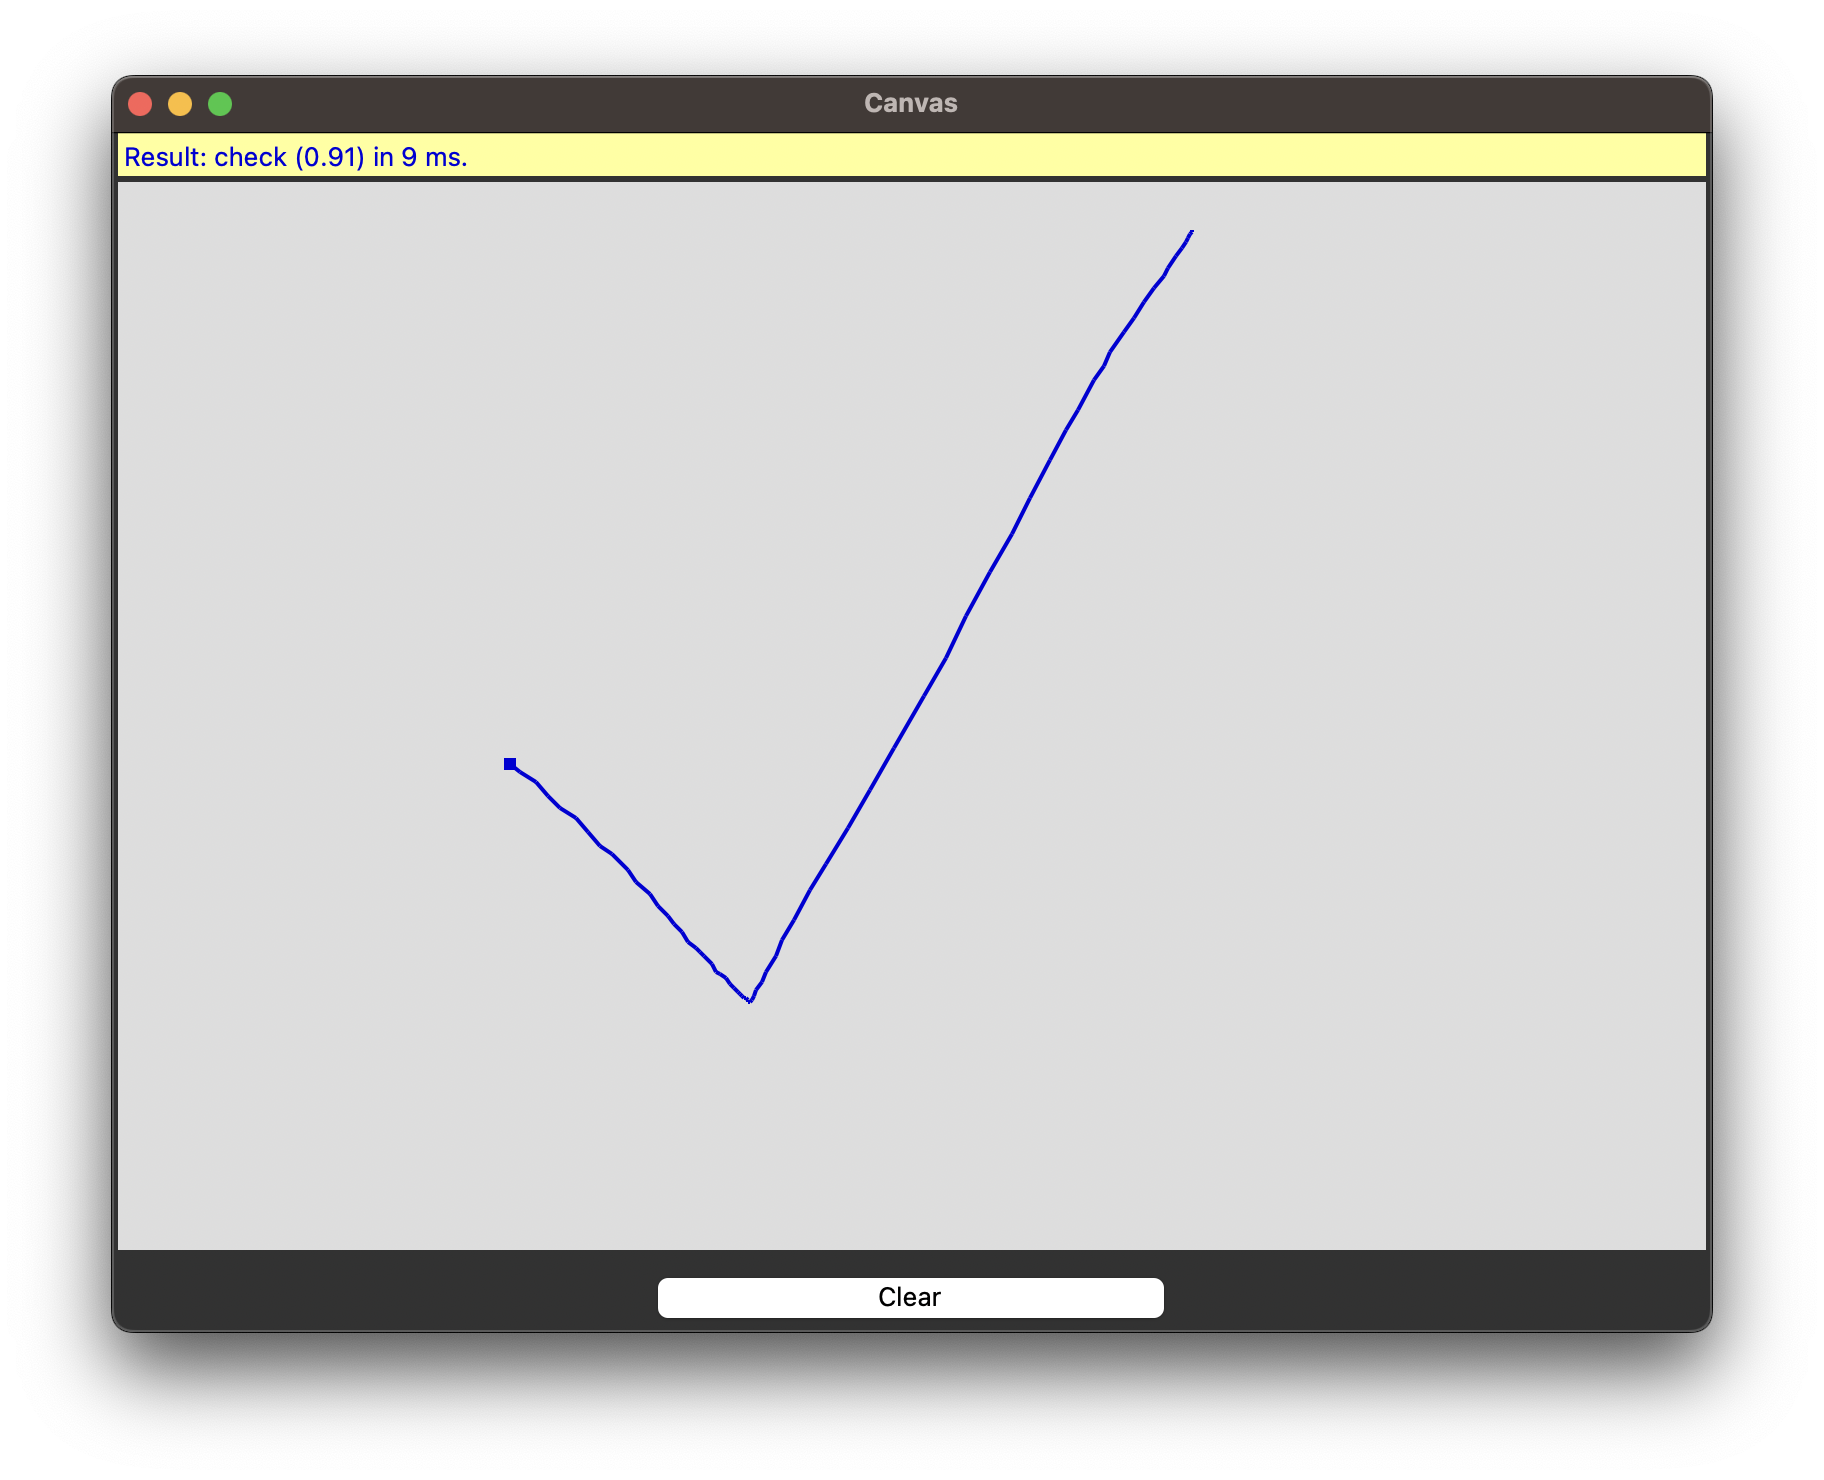 Canvas
Result: check (0.91) in 9 ms.
Clear